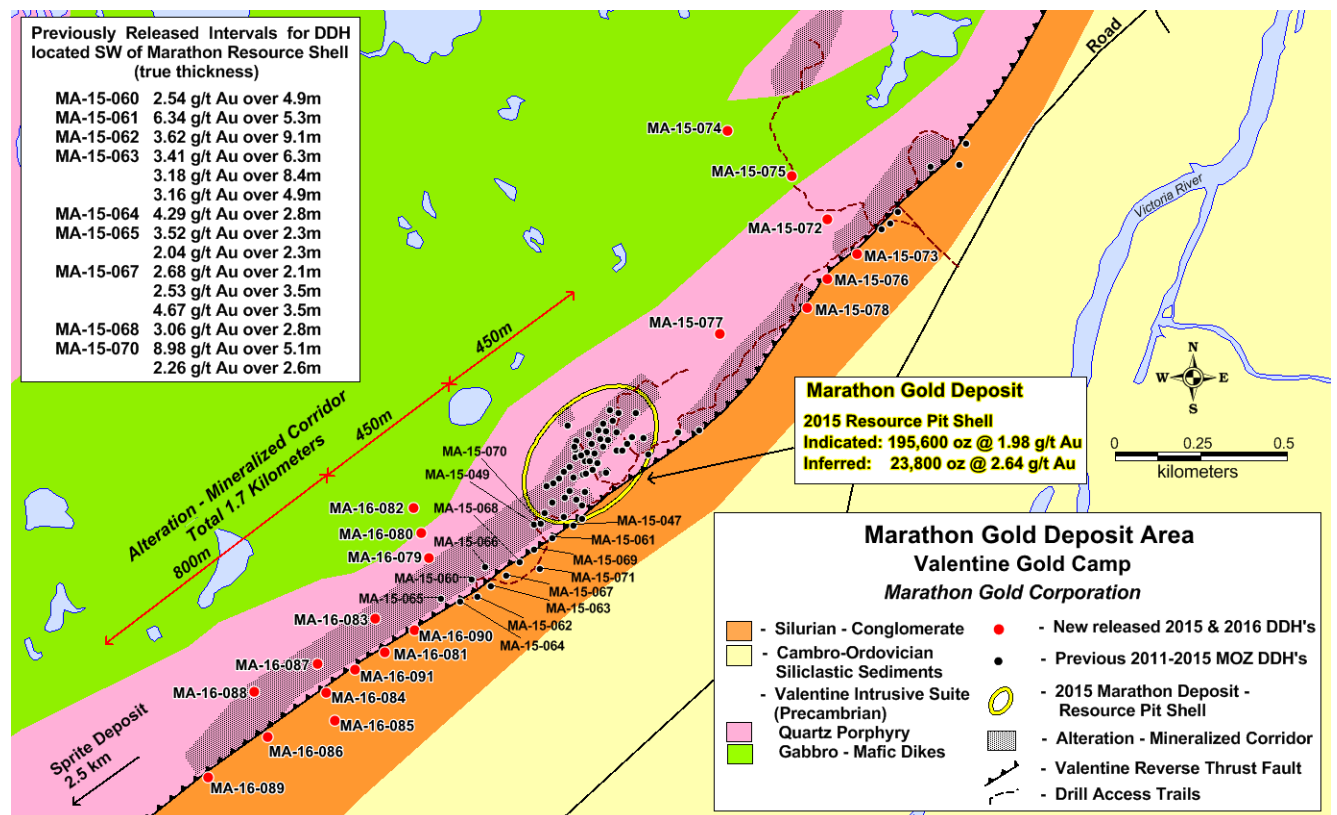 Previously Released Intervals for DDH
located SW of Marathon Resource Shell
(true thickness)
MA-15-060 2.54 g/t Au over 4.9m
MA-15-061 6.34 g/t Au over 5.3m
MA-15-062 3.62 g/t Au over 9.1m
MA-15-063 3.41 g/t Au over 6.3m
3.18 g/t Au over 8.4m
3.16 g/t Au over 4.9m
MA-15-064 4.29 g/t Au over 2.8m
MA-15-065 3.52 g/t Au over 2.3m
2.04 g/t Au over 2.3m
MA-15-067 2.68 g/t Au over 2.1m
2.53 g/t Au over 3.5m
4.67 g/t Au over 3.5m
MA-15-068 3.06 g/t Au over 2.8m
MA-15-070 8.98 g/t Au over 5.1m
2.26 g/t Au over 2.6m
Road
Victoria River
MA-15-074
MA-15-075
MA-15-072
MA-15-073
MA-15-076
MA-15-078
MA-15-077
450m
450m
800m
Alteration - Mineralized Corridor
Total 1.7 Kilometers
N
W E
S
0 0.25 0.5
kilometers
Marathon Gold Deposit
2015 Resource Pit Shell
Indicated: 195,600 oz @ 1.98 g/t Au
Inferred: 23,800 oz @ 2.64 g/t Au
MA-15-070
MA-15-049
MA-15-068
MA-15-066
MA-15-060
MA-15-065
MA-15-047
MA-15-061
MA-15-069
MA-15-071
MA-15-067
MA-15-063
MA-15-062
MA-15-064
MA-16-082
MA-16-080
MA-16-079
MA-16-083
MA-16-090
MA-16-081
MA-16-087
MA-16-091
MA-16-088
MA-16-084
MA-16-085
MA-16-086
MA-16-089
Sprite Deposit
2.5 km
Marathon Gold Deposit Area
Valentine Gold Camp
Marathon Gold Corporation
- Silurian - Conglomerate
- Cambro-Ordovician
Siliclastic Sediments
- Valentine Intrusive Suite
(Precambrian)
Quartz Porphyry
Gabbro - Mafic Dikes
- New released 2015 & 2016 DDH's
- Previous 2011-2015 MOZ DDH's
- 2015 Marathon Deposit -
Resource Pit Shell
- Alteration - Mineralized Corridor
- Valentine Reverse Thrust Fault
- Drill Access Trails